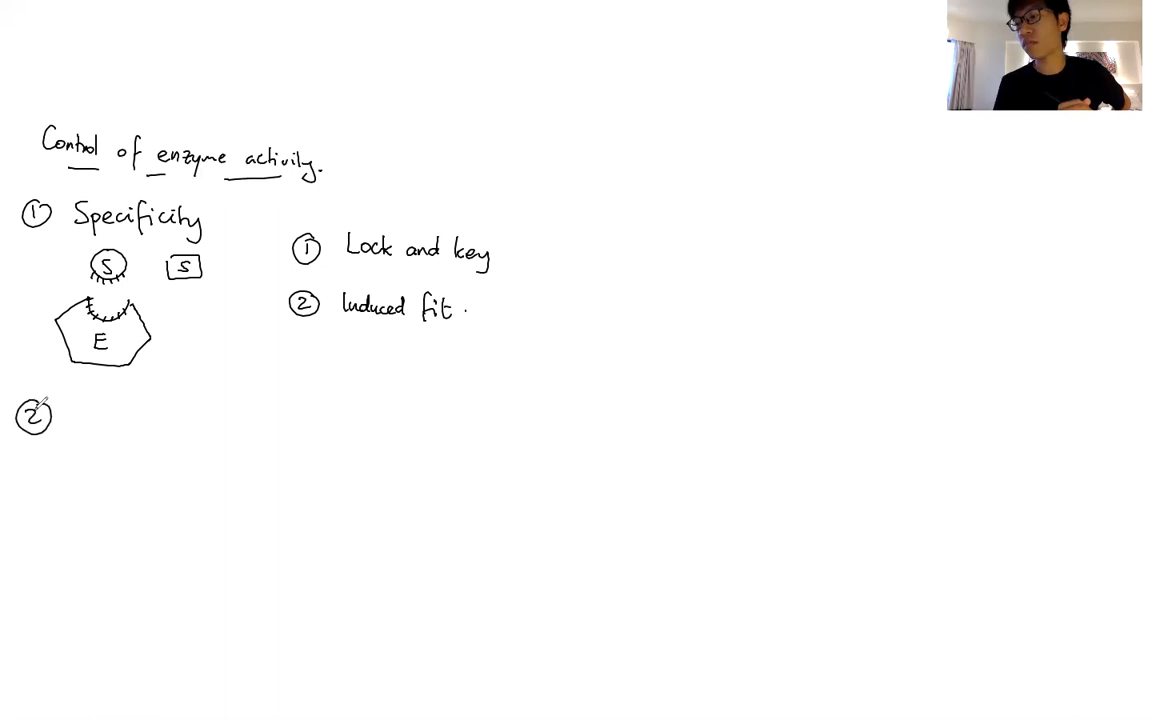 Control of enzyme activity.
① Specificity
S S
E
① Lock and key
② Induced fit.
②